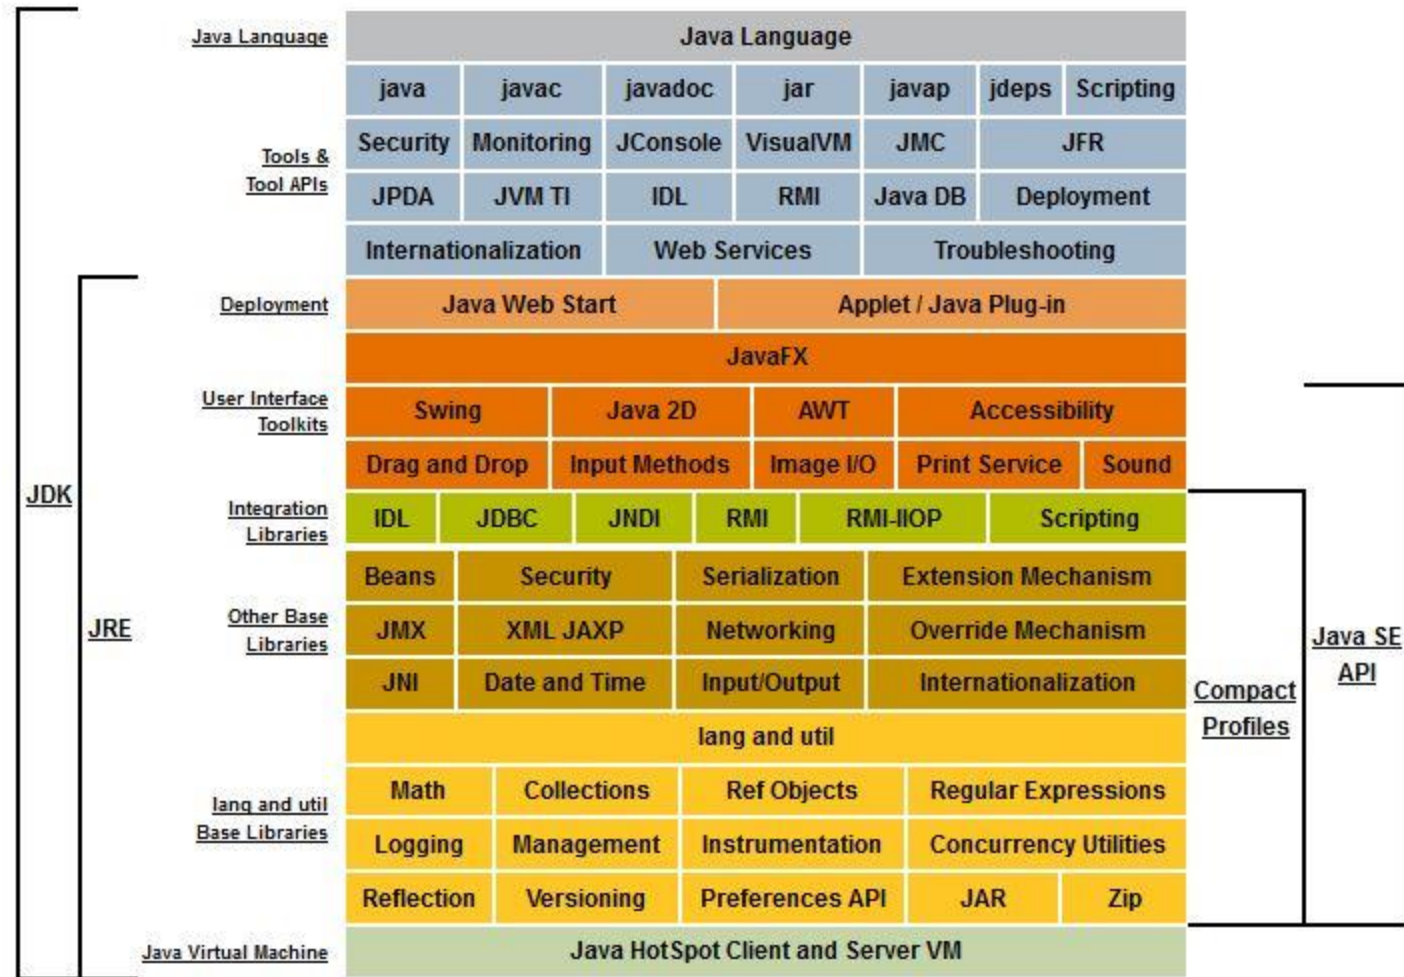 Java Language
Java Language
java javac javadoc jar javap jdeps Scripting
Security Monitoring JConsole VisualVM JMC JFR
Tools &
Tool APIs
JPDA JVM TI IDL RMI Java DB Deployment
Internationalization Web Services Troubleshooting
Deployment
Java Web Start Applet / Java Plug-in
JavaFX
User Interface
Toolkits
Swing Java 2D AWT Accessibility
Drag and Drop Input Methods Image I/O Print Service Sound
JDK
Integration
Libraries
IDL JDBC JNDI RMI RMI-IIOP Scripting
Beans Security Serialization Extension Mechanism
JRE
Other Base
Libraries
JMX XML JAXP Networking Override Mechanism
Java SE
API
JNI Date and Time Input/Output Internationalization
Compact
Profiles
lang and util
lang and util
Base Libraries
Math Collections Ref Objects Regular Expressions
Logging Management Instrumentation Concurrency Utilities
Reflection Versioning Preferences API JAR Zip
Java Virtual Machine
Java HotSpot Client and Server VM